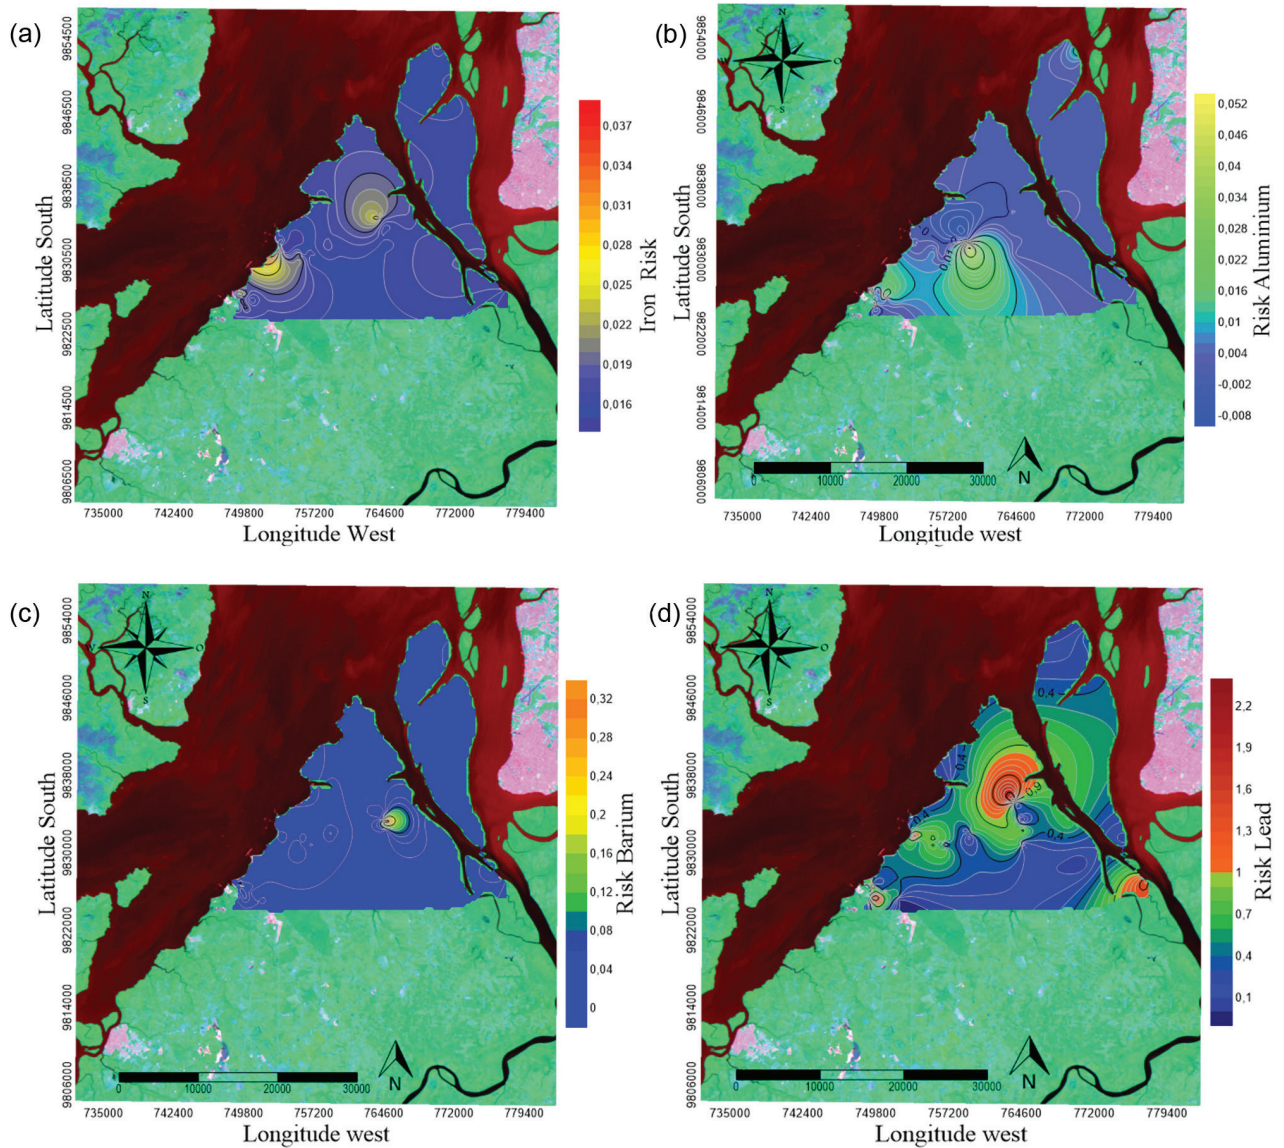 (a)
9854500
9846500
9838500
9830500
9822500
9814500
9806500
Latitude South
735000 742400 749800 757200 764600 772000 779400
Longitude West
0,037
0,034
0,031
0,028
0,025
0,022
0,019
0,016
Iron Risk
(b)
N
O
S
9854000
9846000
9838000
9830000
9822000
9814000
9806000
Latitude South
0 10000 20000 30000
N
735000 742400 749800 757200 764600 772000 779400
Longitude west
0,052
0,046
0,04
0,034
0,028
0,022
0,016
0,01
0,004
-0,002
-0,008
Risk Aluminium
(c)
N
W
O
S
9854000
9846000
9838000
9830000
9822000
9814000
9806000
Latitude South
0 10000 20000 30000
N
735000 742400 749800 757200 764600 772000 779400
Longitude west
0,32
0,28
0,24
0,2
0,16
0,12
0,08
0,04
0
Risk Barium
(d)
N
W
O
S
9854000
9846000
9838000
9830000
9822000
9814000
9806000
Latitude South
0,4
0,4
0,9
0,4
0,4
0 10000 20000 30000
N
735000 742400 749800 757200 764600 772000 779400
Longitude west
2,2
1,9
1,6
1,3
1
0,7
0,4
0,1
Risk Lead